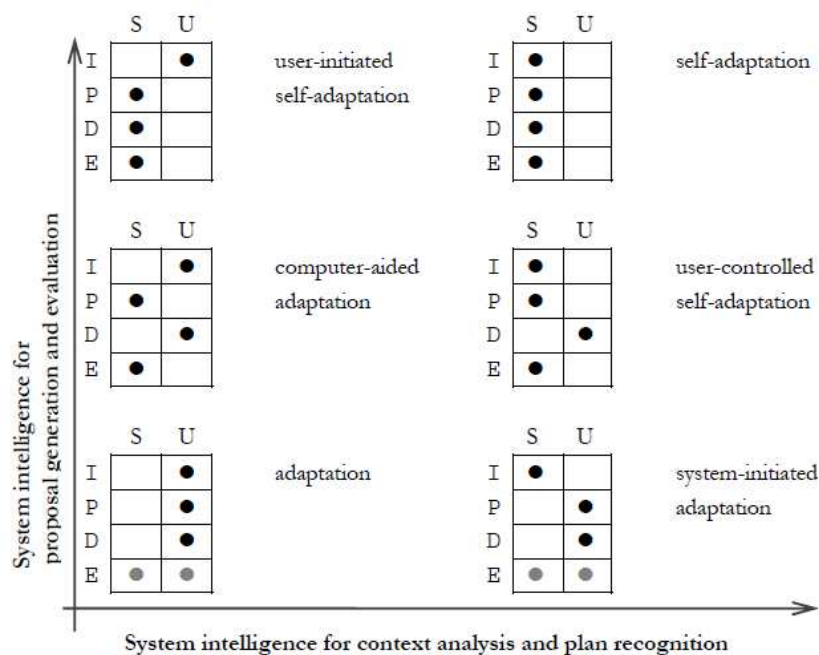 System intelligence for
proposal generation and evaluation
S U
I
P
D
E
user-initiated
self-adaptation
S U
I
P
D
E
self-adaptation
S U
I
P
D
E
computer-aided
adaptation
S U
I
P
D
E
user-controlled
self-adaptation
S U
I
P
D
E
adaptation
S U
I
P
D
E
system-initiated
adaptation
System intelligence for context analysis and plan recognition